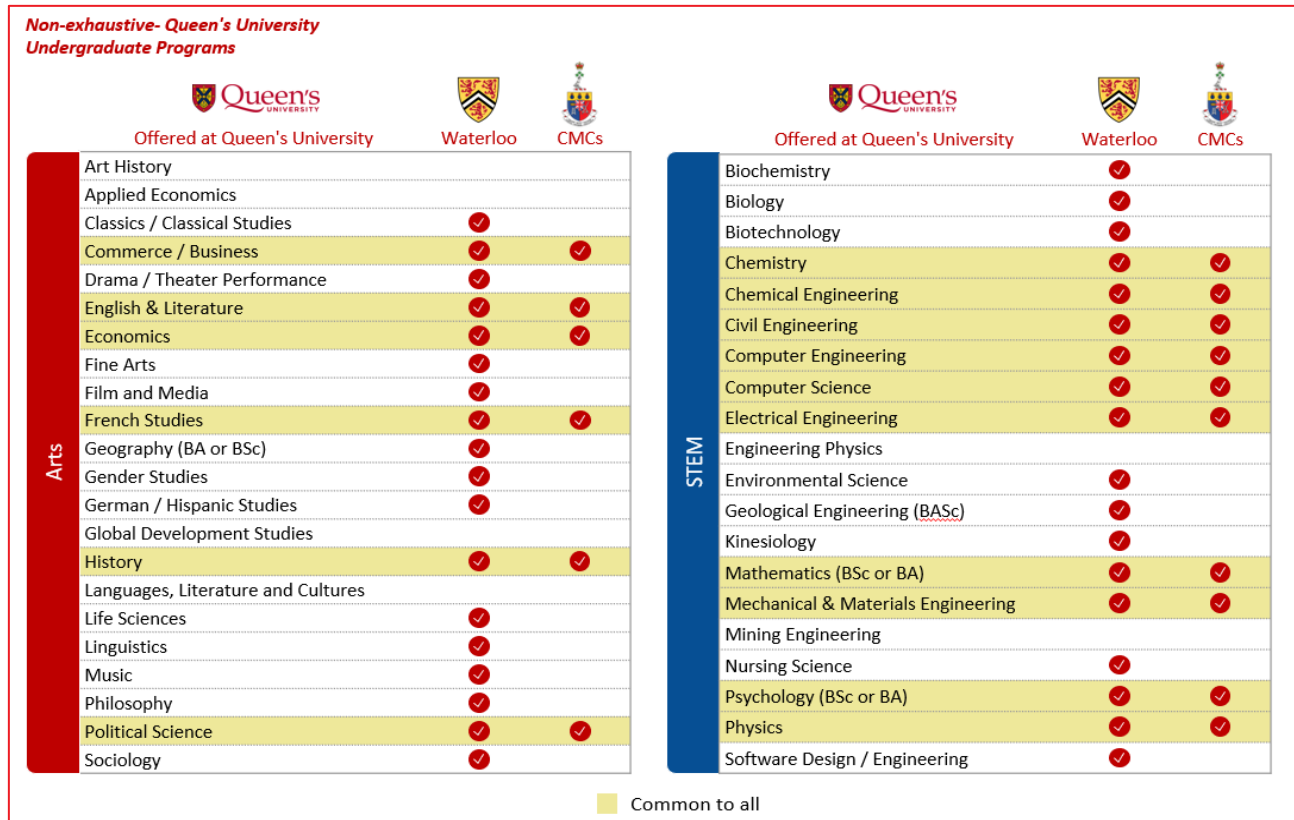 Non-exhaustive- Queen's University
Undergraduate Programs
Queen's
UNIVERSITY
Offered at Queen's University Waterloo CMCs
Arts
Art History
Applied Economics
Classics / Classical Studies
Commerce / Business
Drama / Theater Performance
English & Literature
Economics
Fine Arts
Film and Media
French Studies
Geography (BA or BSc)
Gender Studies
German / Hispanic Studies
Global Development Studies
History
Languages, Literature and Cultures
Life Sciences
Linguistics
Music
Philosophy
Political Science
Sociology
Queen's
UNIVERSITY
Offered at Queen's University Waterloo CMCs
STEM
Biochemistry
Biology
Biotechnology
Chemistry
Chemical Engineering
Civil Engineering
Computer Engineering
Computer Science
Electrical Engineering
Engineering Physics
Environmental Science
Geological Engineering (BASc)
Kinesiology
Mathematics (BSc or BA)
Mechanical & Materials Engineering
Mining Engineering
Nursing Science
Psychology (BSc or BA)
Physics
Software Design / Engineering
Common to all